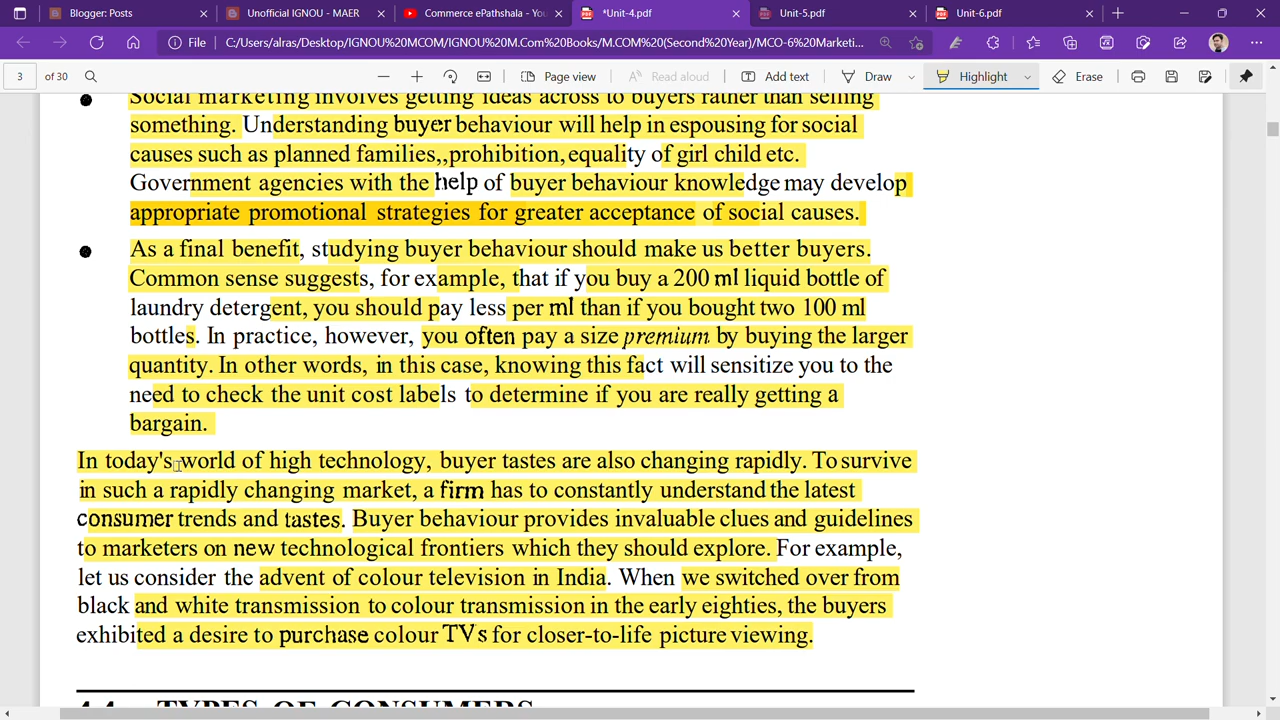 Blogger: Posts
Unofficial IGNOU - MAER
Commerce ePathshala - You
*Unit-4.pdf
Unit-5.pdf
Unit-6.pdf
File C:/Users/alras/Desktop/IGNOU%20MCOM/IGNOU%20M.Com%20Books/M.COM%20(Second%20Year)/MCO-6%20Marketi...
3 of 30
Page view
Read aloud
Add text
Draw
Highlight
Erase
Social marketing involves getting ideas across to buyers rather than selling
something. Understanding buyer behaviour will help in espousing for social
causes such as planned families,,prohibition, equality of girl child etc.
Government agencies with the help of buyer behaviour knowledge may develop
appropriate promotional strategies for greater acceptance of social causes.
As a final benefit, studying buyer behaviour should make us better buyers.
Common sense suggests, for example, that if you buy a 200 ml liquid bottle of
laundry detergent, you should pay less per ml than if you bought two 100 ml
bottles. In practice, however, you often pay a size premium by buying the larger
quantity. In other words, in this case, knowing this fact will sensitize you to the
need to check the unit cost labels to determine if you are really getting a
bargain.
In today's world of high technology, buyer tastes are also changing rapidly. To survive
in such a rapidly changing market, a firm has to constantly understand the latest
consumer trends and tastes. Buyer behaviour provides invaluable clues and guidelines
to marketers on new technological frontiers which they should explore. For example,
let us consider the advent of colour television in India. When we switched over from
black and white transmission to colour transmission in the early eighties, the buyers
exhibited a desire to purchase colour TV's for closer-to-life picture viewing.
4.4 TYPES OF CONSUMERS